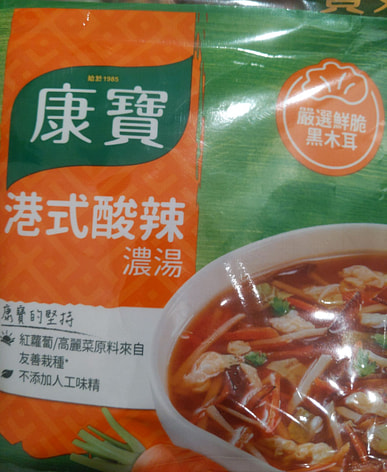 始於1985
康寶
嚴選鮮脆
黑木耳
港式酸辣
濃湯
康寶的堅持
紅蘿蔔/高麗菜原料來自
友善栽種*
不添加人工味精